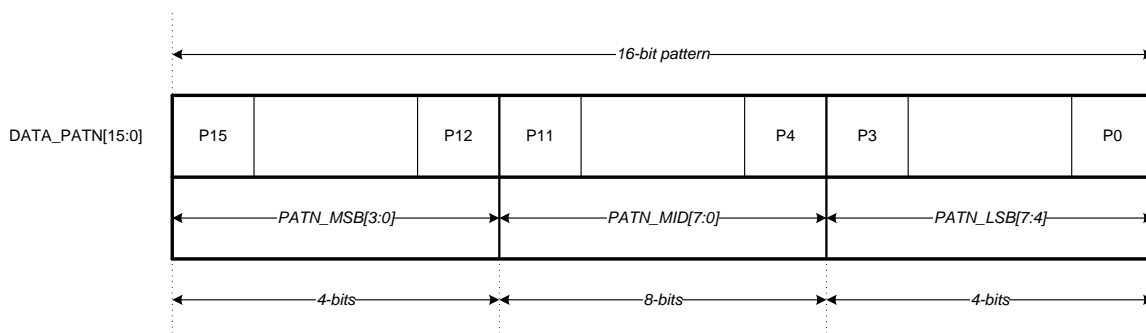 16-bit pattern
DATA_PATN[15:0] P15 P12 P11 P4 P3 P0
PATN_MSB[3:0] PATN_MID[7:0] PATN_LSB[7:4]
4-bits 8-bits 4-bits